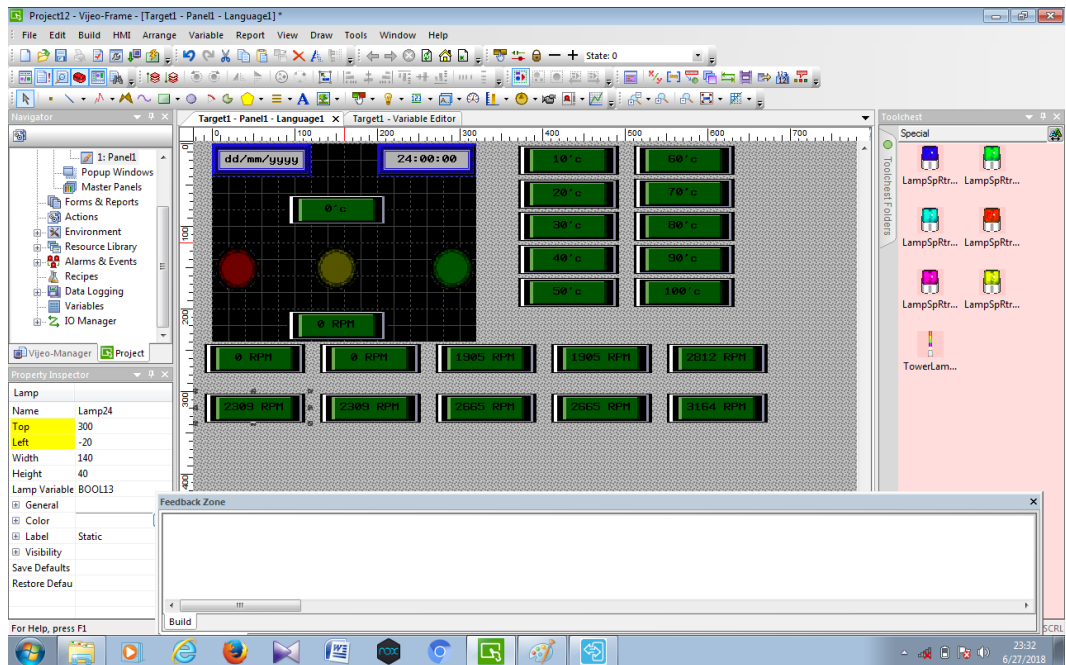 Project12 - Vijeo-Frame - [Target1 - Panel1 - Language1] *
File Edit Build HMI Arrange Variable Report View Draw Tools Window Help
State: 0
Navigator
Target1 - Panel1 - Language1 X Target1 - Variable Editor
Toolchest
0 100 200 300 400 500 600 700
Special
1: Panel1
Popup Windows
Master Panels
Forms & Reports
Actions
Environment
Resource Library
Alarms & Events
Recipes
Data Logging
Variables
IO Manager
Vijeo-Manager Project
dd/mm/yyyy 24:00:00
0°c
0 RPM
10°c 60°c
20°c 70°c
30°c 80°c
40°c 90°c
50°c 100°c
0 RPM 0 RPM 1905 RPM 1905 RPM 2812 RPM
2309 RPM 2309 RPM 2665 RPM 2665 RPM 3164 RPM
0
100
200
300
400
Toolchest Folders
LampSpRtr... LampSpRtr...
LampSpRtr... LampSpRtr...
LampSpRtr... LampSpRtr...
TowerLam...
Property Inspector
Lamp
Name Lamp24
Top 300
Left -20
Width 140
Height 40
Lamp Variable BOOL13
General
Color
Label Static
Visibility
Save Defaults
Restore Defau
Feedback Zone
Build
For Help, press F1
SCRL
nox
23:32
6/27/2018